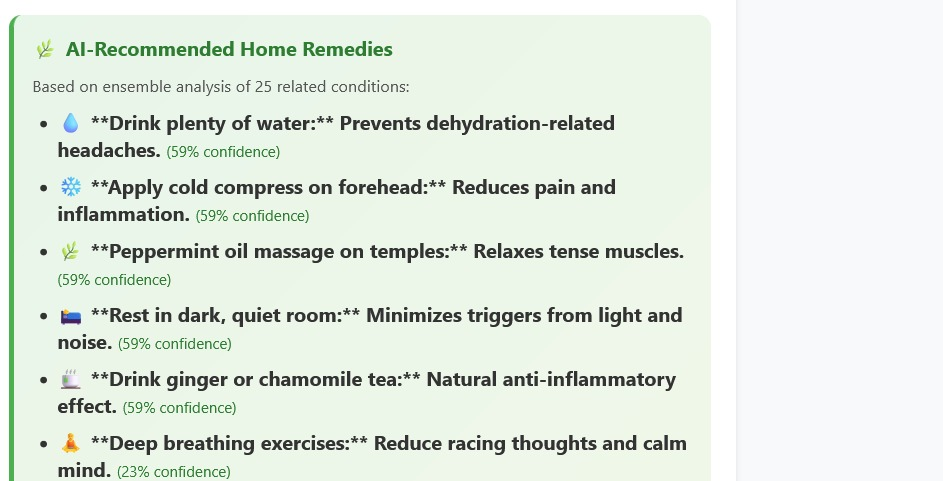 🌿 AI-Recommended Home Remedies
Based on ensemble analysis of 25 related conditions:
• 💧 **Drink plenty of water:** Prevents dehydration-related
headaches. (59% confidence)
• ❄️ **Apply cold compress on forehead:** Reduces pain and
inflammation. (59% confidence)
• 🌿 **Peppermint oil massage on temples:** Relaxes tense muscles.
(59% confidence)
• 🛌 **Rest in dark, quiet room:** Minimizes triggers from light and
noise. (59% confidence)
• 🍵 **Drink ginger or chamomile tea:** Natural anti-inflammatory
effect. (59% confidence)
• 🧘 **Deep breathing exercises:** Reduce racing thoughts and calm
mind. (23% confidence)